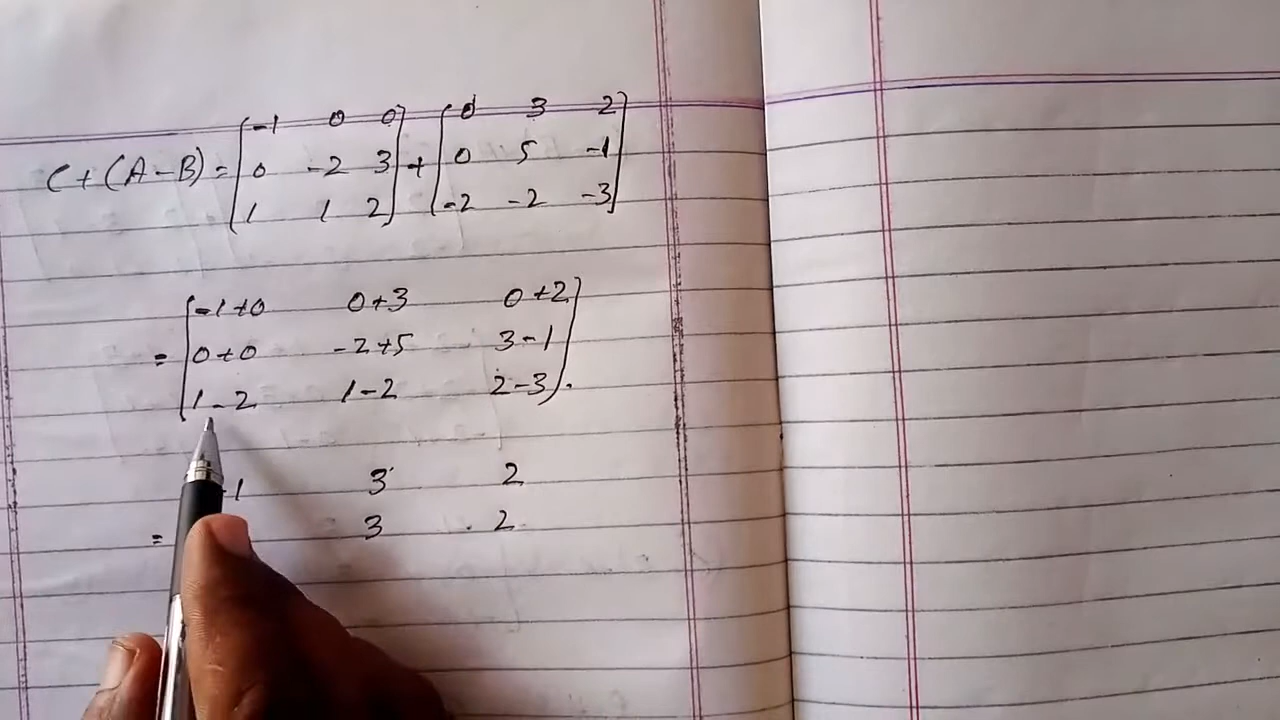 C + (A - B) = [-1 0 0] + [0 3 2]
[0 -2 3] [0 5 -1]
[1 1 2] [-2 -2 -3]
[-1+0 0+3 0+2]
= [0+0 -2+5 3-1]
[1-2 1-2 2-3].
-1 3 2
= 3 2